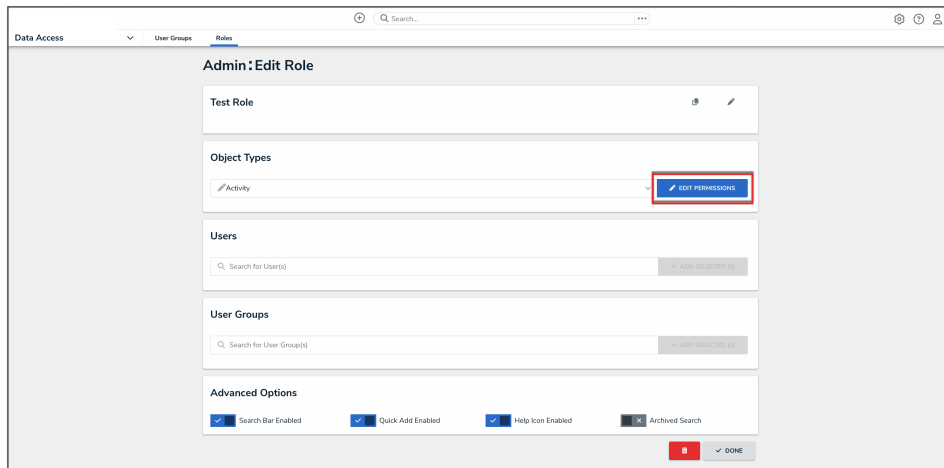 Search...
Data Access
User Groups
Roles
Admin:Edit Role
Test Role
Object Types
Activity
EDIT PERMISSIONS
Users
Search for User(s)
+ ADD SELECTED (0)
User Groups
Search for User Group(s)
+ ADD SELECTED (0)
Advanced Options
Search Bar Enabled
Quick Add Enabled
Help Icon Enabled
Archived Search
DONE